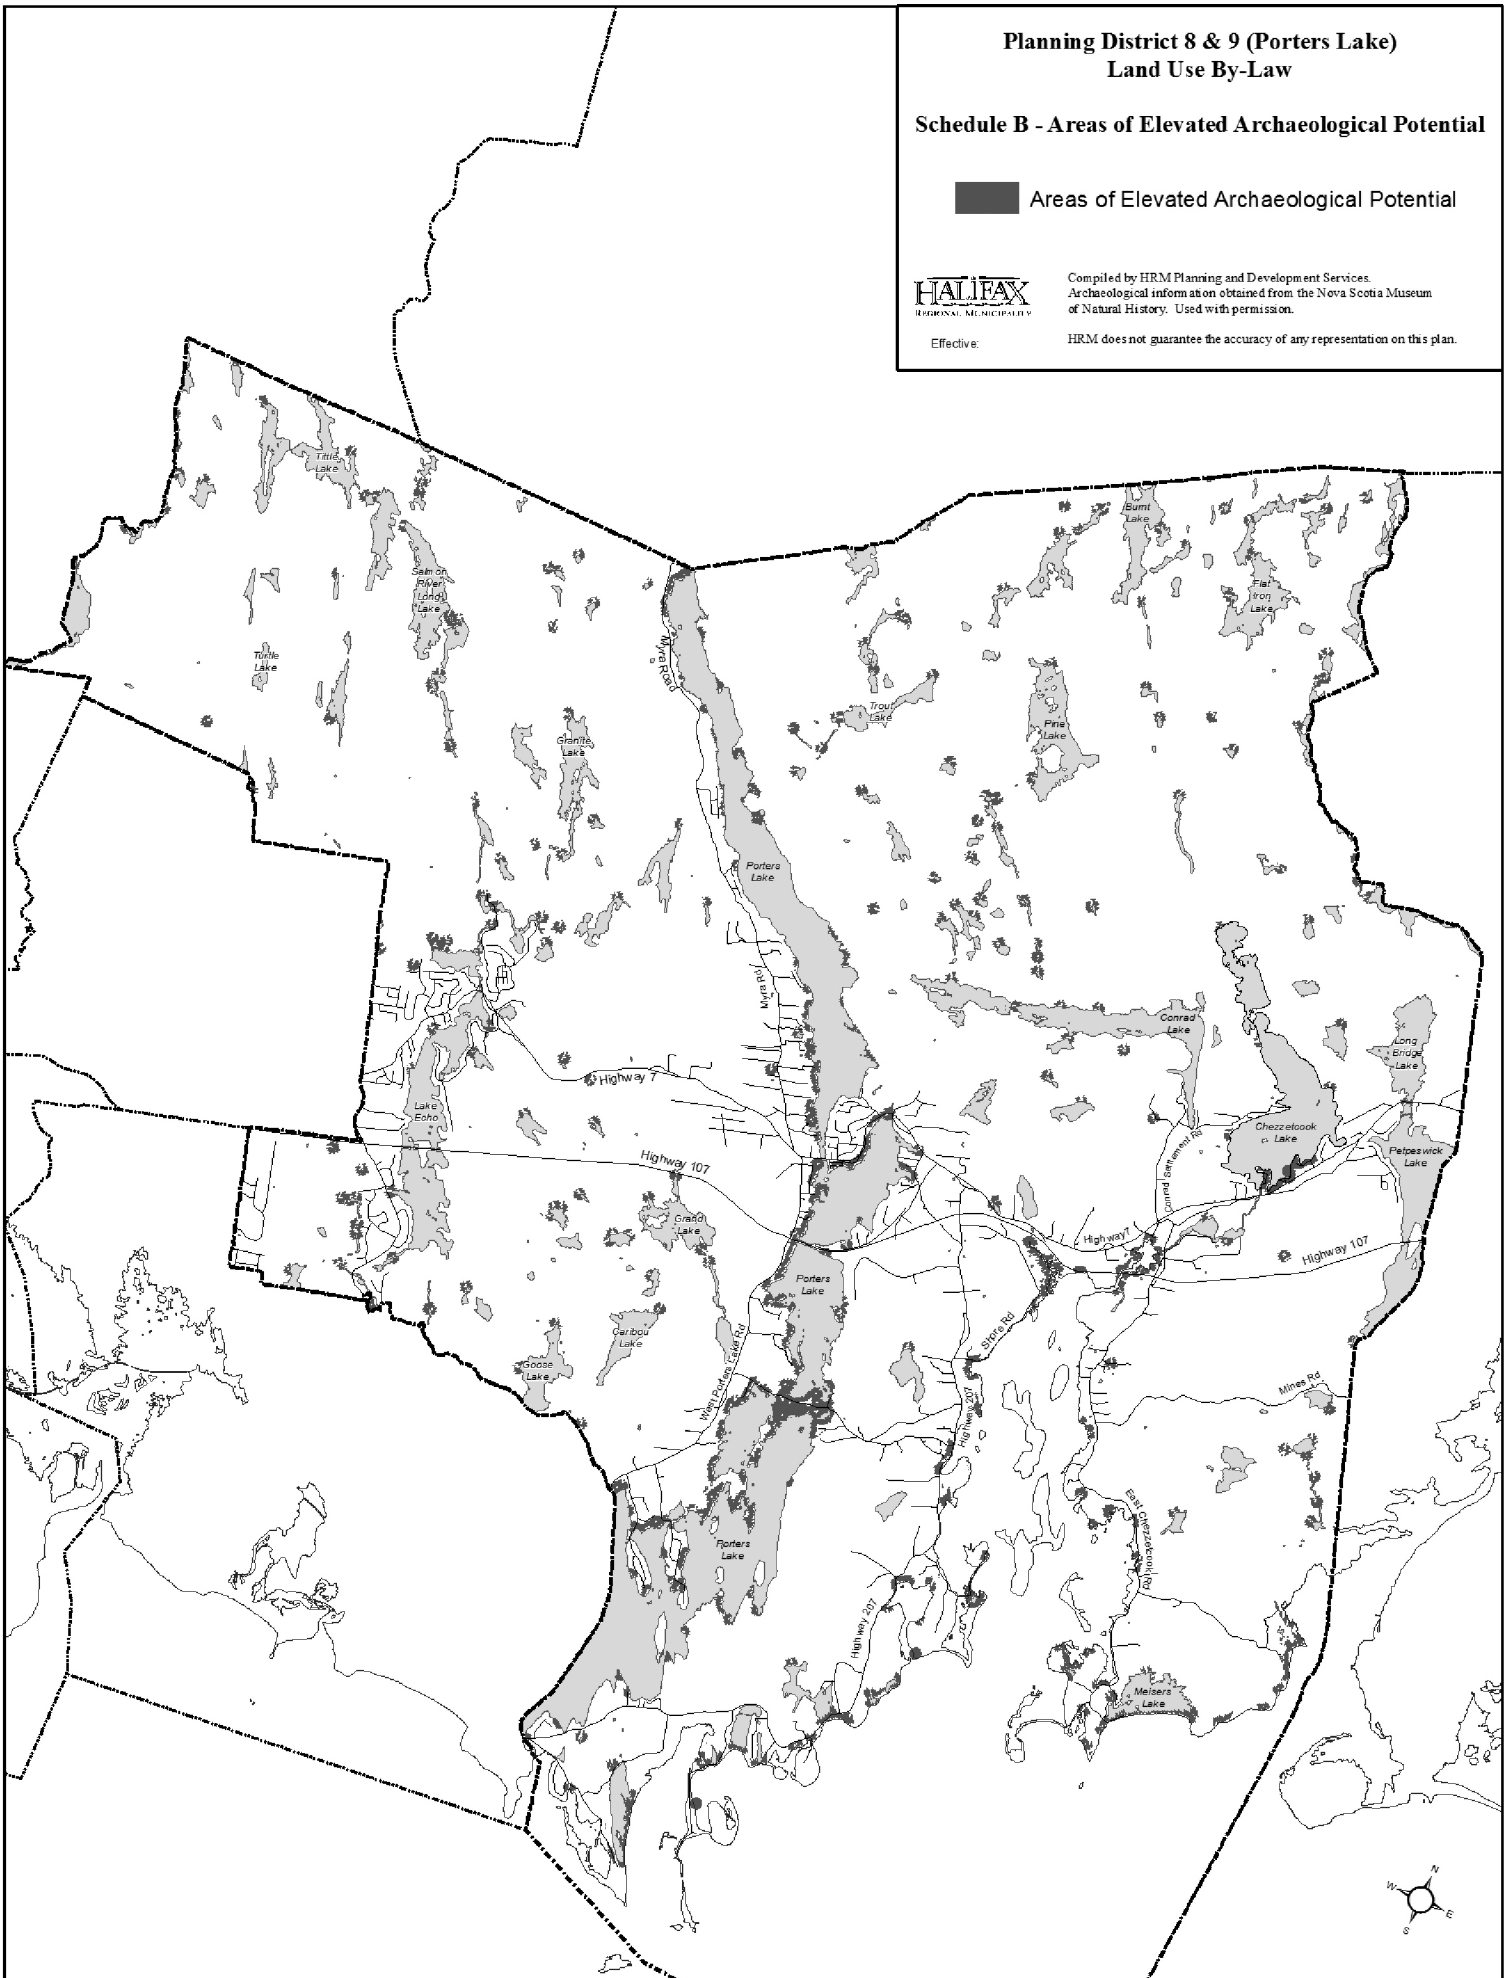 Planning District 8 & 9 (Porters Lake)
Land Use By-Law
Schedule B - Areas of Elevated Archaeological Potential
Areas of Elevated Archaeological Potential
HALIFAX
REGIONAL MUNICIPALITY
Compiled by HRM Planning and Development Services.
Archaeological information obtained from the Nova Scotia Museum
of Natural History. Used with permission.
Effective:
HRM does not guarantee the accuracy of any representation on this plan.
Tittle
Lake
Burnt
Lake
Salmon
River
Long
Lake
Flat
Iron
Lake
Turtle
Lake
Myra Road
Trout
Lake
Pine
Lake
Granite
Lake
Porters
Lake
Myra Rd
Conrad
Lake
Long
Bridge
Lake
Highway 7
Lake
Echo
Chezzetcook
Lake
Petpeswick
Lake
Conrad Settlement Rd
Highway 107
Grand
Lake
Highway 7
Highway 107
Porters
Lake
Caribou
Lake
Store Rd
Goose
Lake
West Porters Lake Rd
Mines Rd
Highway 207
East Chezzetcook Rd
Porters
Lake
Highway 207
Meisers
Lake
N
W
E
S